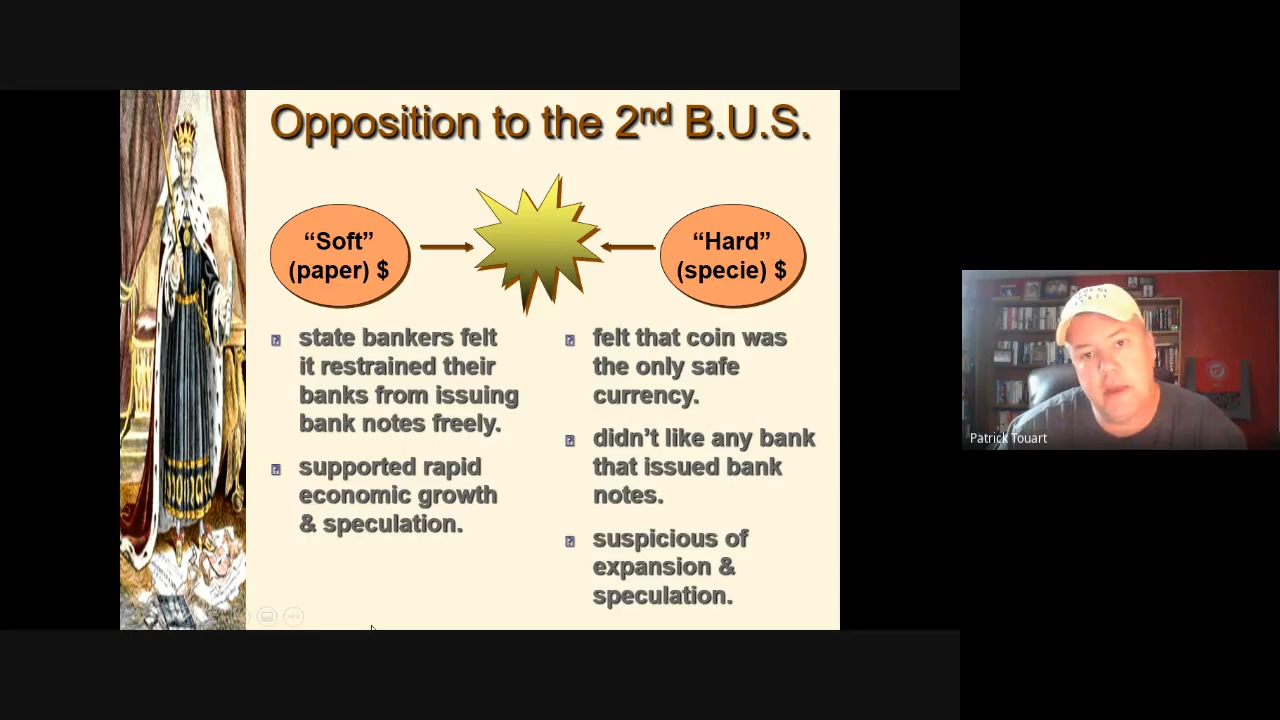 Opposition to the 2nd B.U.S.
“Soft”
(paper) $
“Hard”
(specie) $
state bankers felt
it restrained their
banks from issuing
bank notes freely.
supported rapid
economic growth
& speculation.
felt that coin was
the only safe
currency.
didn’t like any bank
that issued bank
notes.
suspicious of
expansion &
speculation.
Patrick Touart